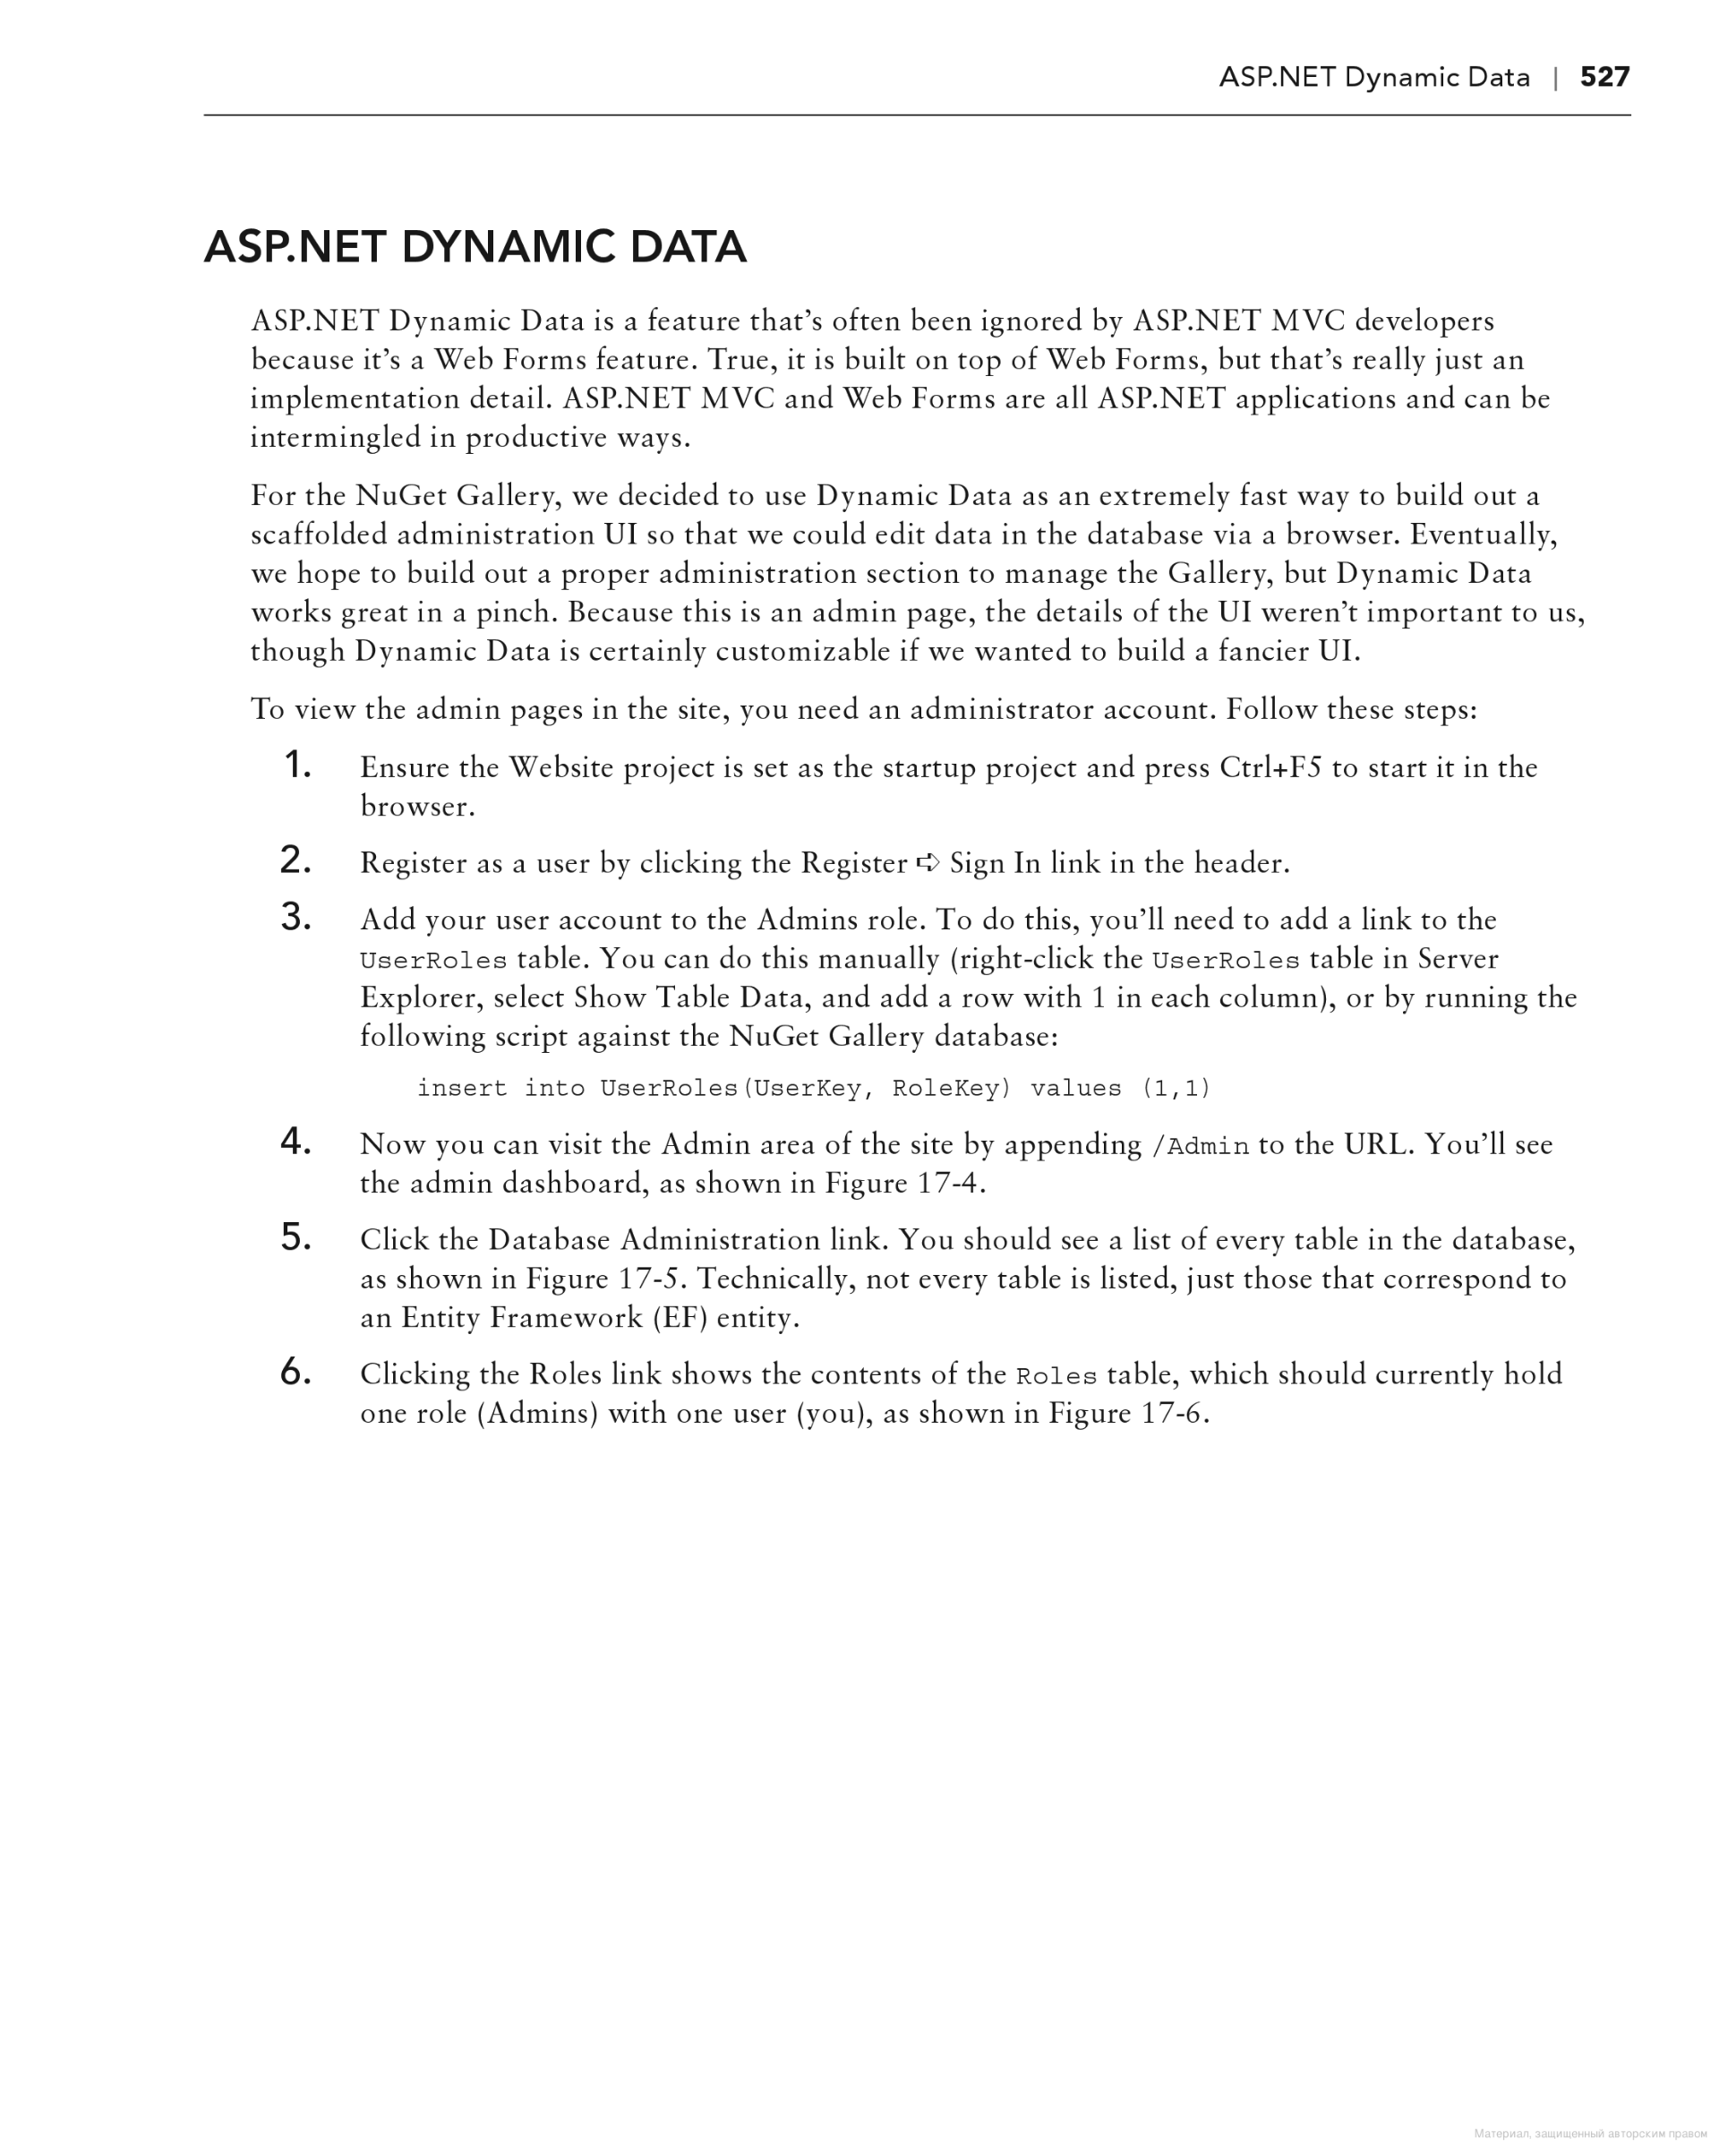 ASP.NET Dynamic Data | 527
ASP.NET DYNAMIC DATA
ASP.NET Dynamic Data is a feature that’s often been ignored by ASP.NET MVC developers
because it’s a Web Forms feature. True, it is built on top of Web Forms, but that’s really just an
implementation detail. ASP.NET MVC and Web Forms are all ASP.NET applications and can be
intermingled in productive ways.
For the NuGet Gallery, we decided to use Dynamic Data as an extremely fast way to build out a
scaffolded administration UI so that we could edit data in the database via a browser. Eventually,
we hope to build out a proper administration section to manage the Gallery, but Dynamic Data
works great in a pinch. Because this is an admin page, the details of the UI weren’t important to us,
though Dynamic Data is certainly customizable if we wanted to build a fancier UI.
To view the admin pages in the site, you need an administrator account. Follow these steps:
1. Ensure the Website project is set as the startup project and press Ctrl+F5 to start it in the
browser.
2. Register as a user by clicking the Register ➪ Sign In link in the header.
3. Add your user account to the Admins role. To do this, you’ll need to add a link to the
UserRoles table. You can do this manually (right-click the UserRoles table in Server
Explorer, select Show Table Data, and add a row with 1 in each column), or by running the
following script against the NuGet Gallery database:
insert into UserRoles(UserKey, RoleKey) values (1,1)
4. Now you can visit the Admin area of the site by appending /Admin to the URL. You’ll see
the admin dashboard, as shown in Figure 17-4.
5. Click the Database Administration link. You should see a list of every table in the database,
as shown in Figure 17-5. Technically, not every table is listed, just those that correspond to
an Entity Framework (EF) entity.
6. Clicking the Roles link shows the contents of the Roles table, which should currently hold
one role (Admins) with one user (you), as shown in Figure 17-6.
Материал, защищенный авторским правом